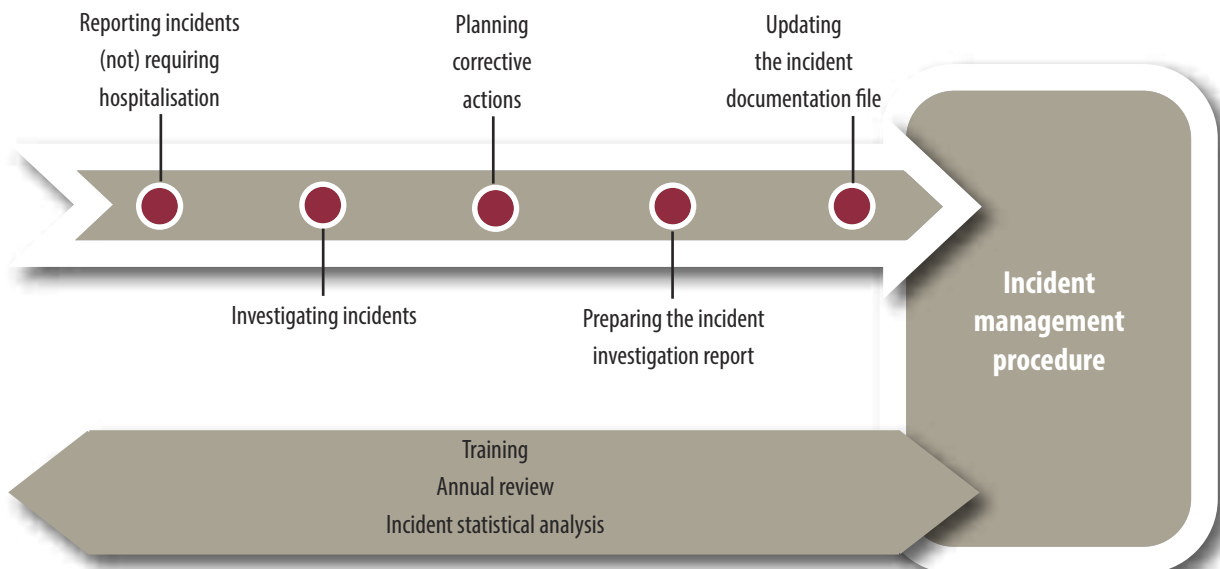 Reporting incidents
(not) requiring
hospitalisation
Planning
corrective
actions
Updating
the incident
documentation file
Investigating incidents
Preparing the incident
investigation report
Incident
management
procedure
Training
Annual review
Incident statistical analysis